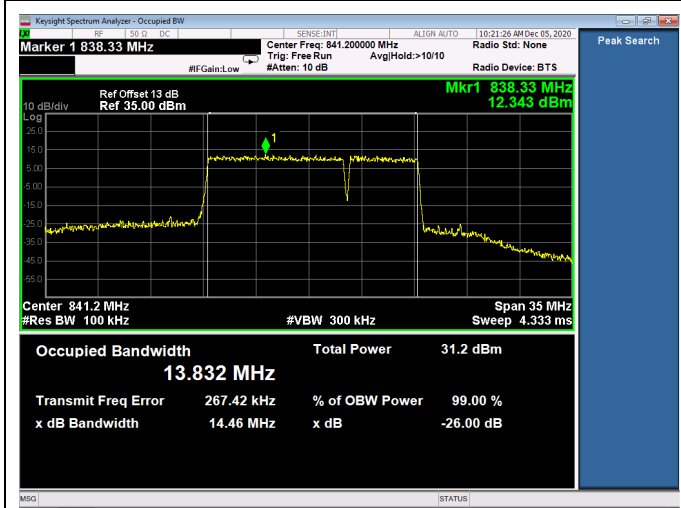 Keysight Spectrum Analyzer - Occupied BW
LXI RF 50 Ω DC SENSE:INT ALIGN AUTO 10:21:26 AM Dec 05, 2020
Marker 1 838.33 MHz Center Freq: 841.200000 MHz Radio Std: None Peak Search
Trig: Free Run Avg|Hold:>10/10
#IFGain:Low #Atten: 10 dB Radio Device: BTS
Mkr1 838.33 MHz
Ref Offset 13 dB
10 dB/div Ref 35.00 dBm 12.343 dBm
Log
25.0
1
15.0
5.00
-5.00
-15.0
-25.0
-35.0
-45.0
-55.0
Center 841.2 MHz Span 35 MHz
#Res BW 100 kHz #VBW 300 kHz Sweep 4.333 ms
Occupied Bandwidth Total Power 31.2 dBm
13.832 MHz
Transmit Freq Error 267.42 kHz % of OBW Power 99.00 %
x dB Bandwidth 14.46 MHz x dB -26.00 dB
MSG STATUS